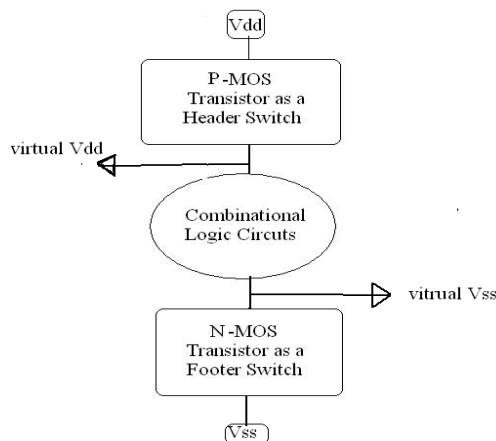 Vdd
P-MOS
Transistor as a
Header Switch
virtual Vdd
Combinational
Logic Circuts
vitrual Vss
N-MOS
Transistor as a
Footer Switch
Vss